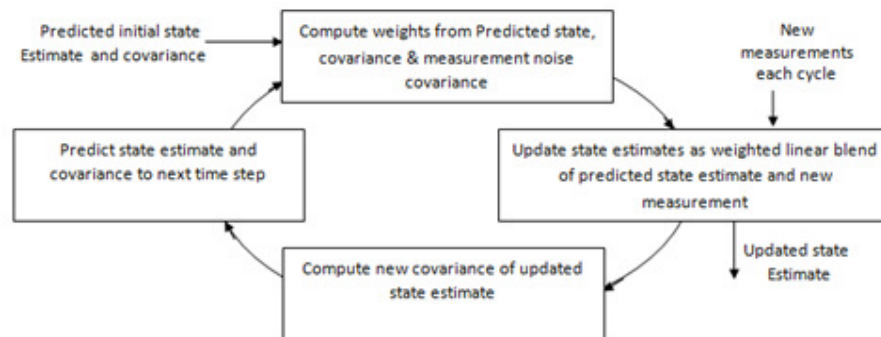 Predicted initial state
Estimate and covariance
Compute weights from Predicted state,
covariance & measurement noise
covariance
New
measurements
each cycle
Predict state estimate and
covariance to next time step
Update state estimates as weighted linear blend
of predicted state estimate and new
measurement
Compute new covariance of updated
state estimate
Updated state
Estimate